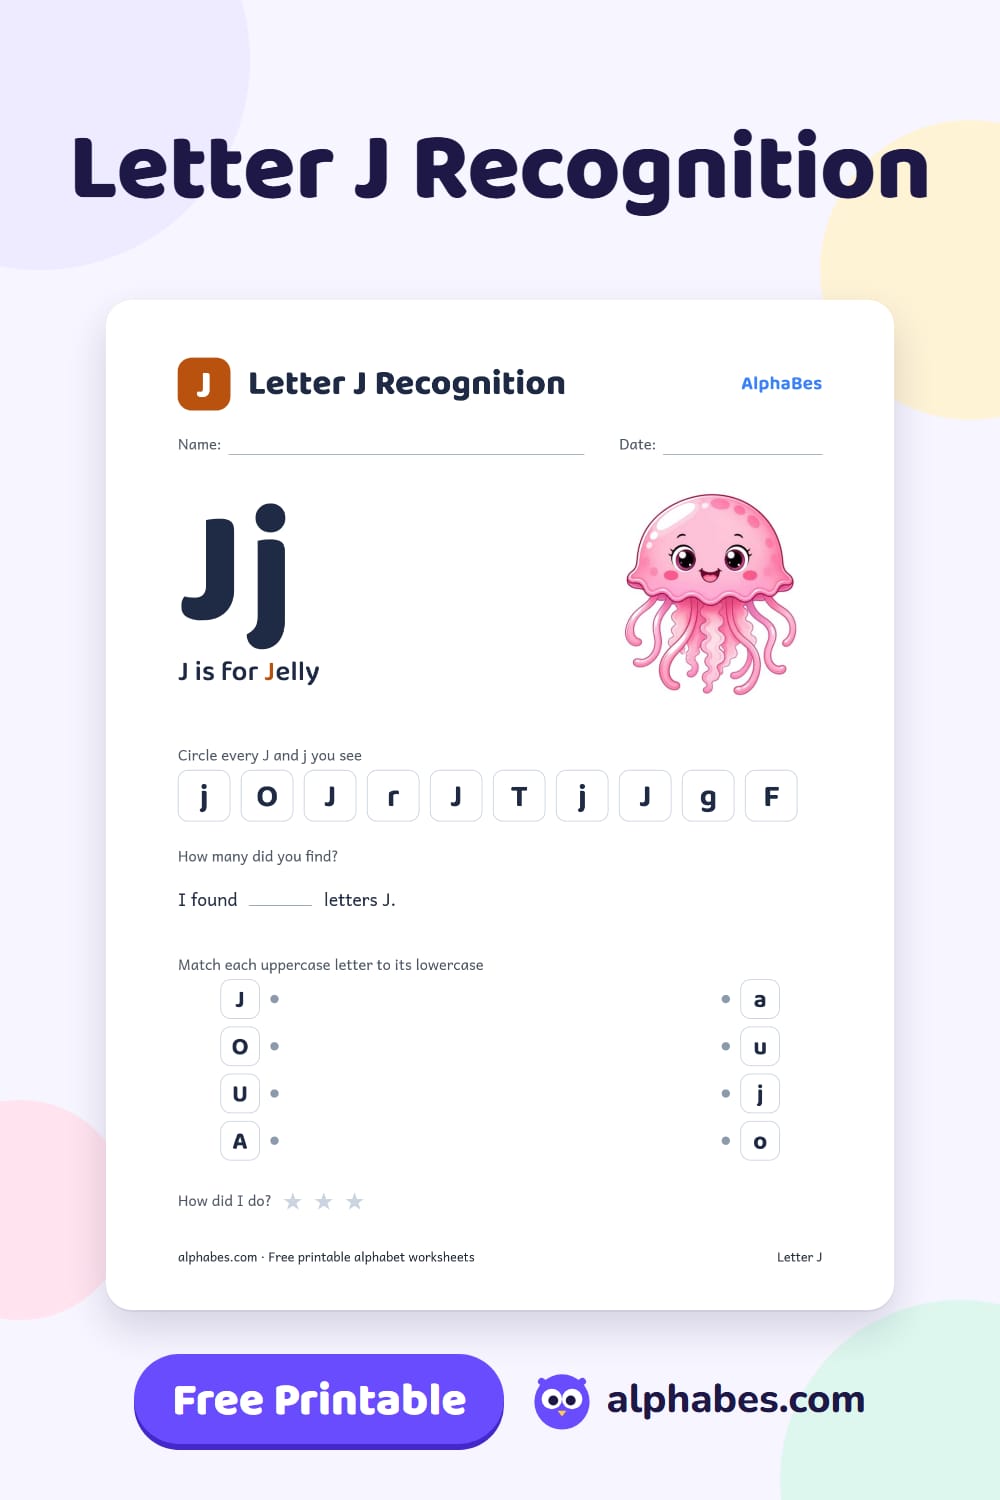 Letter J Recognition
J Letter J Recognition AlphaBes
Name: Date:
Jj
J is for Jelly
Circle every J and j you see
j O J r J T j J g F
How many did you find?
I found letters J.
Match each uppercase letter to its lowercase
J a
O u
U j
A o
How did I do?
alphabes.com · Free printable alphabet worksheets Letter J
Free Printable alphabes.com